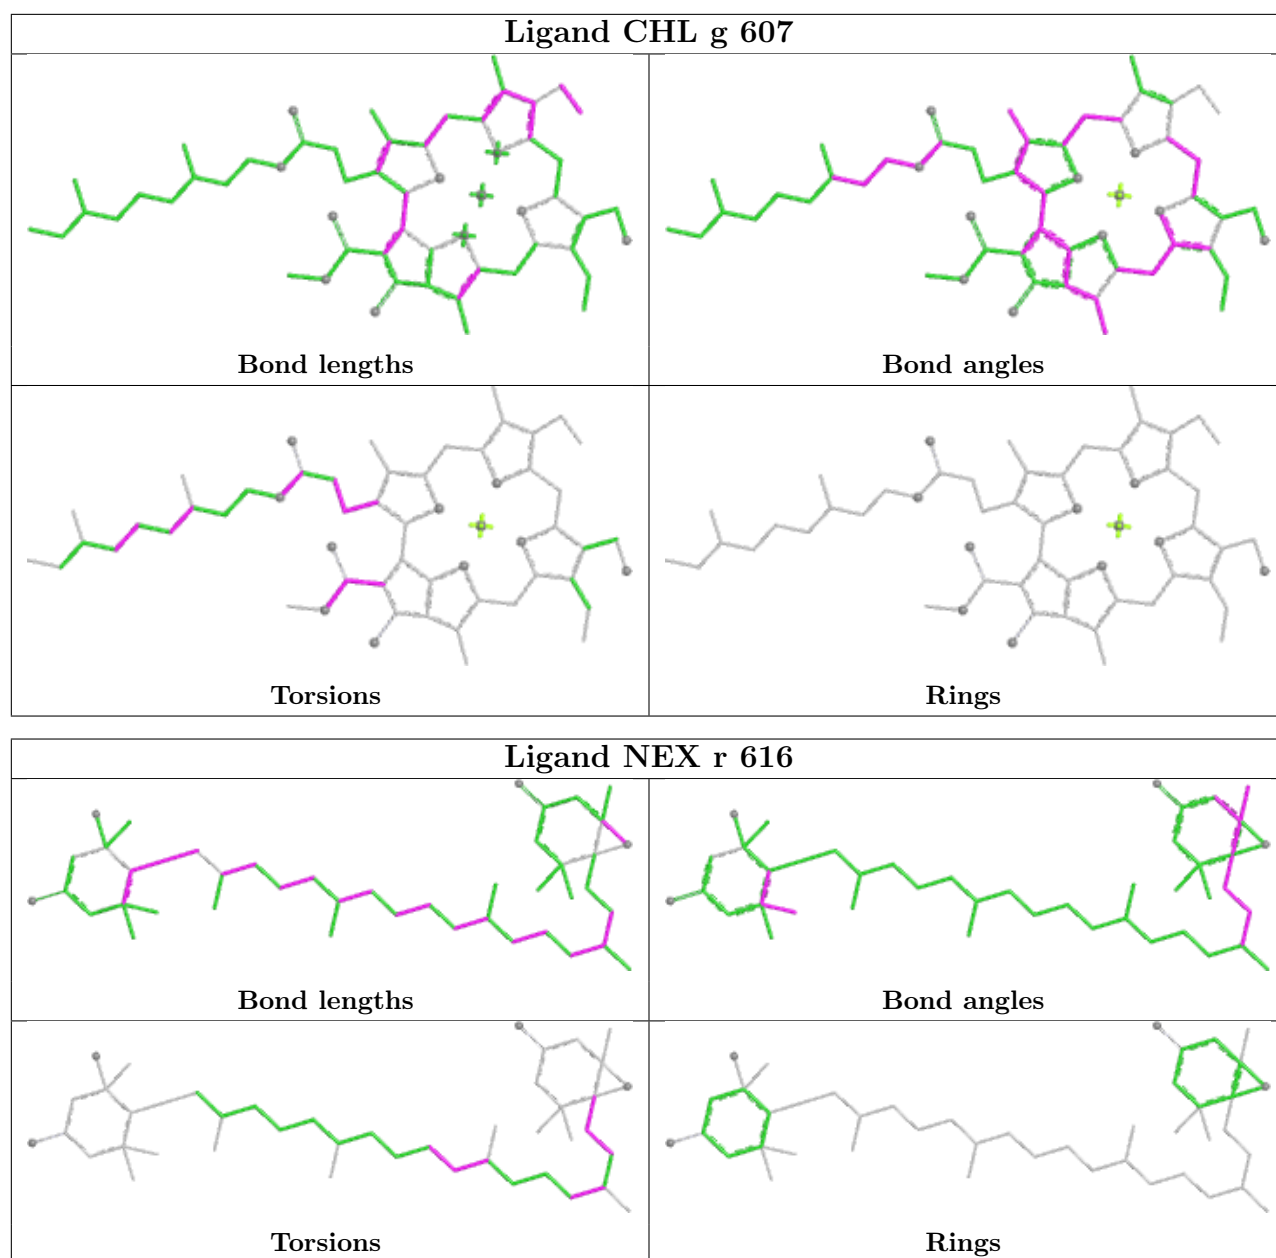 Ligand CHL g 607
Bond lengths
Bond angles
Torsions
Rings
Ligand NEX r 616
Bond lengths
Bond angles
Torsions
Rings